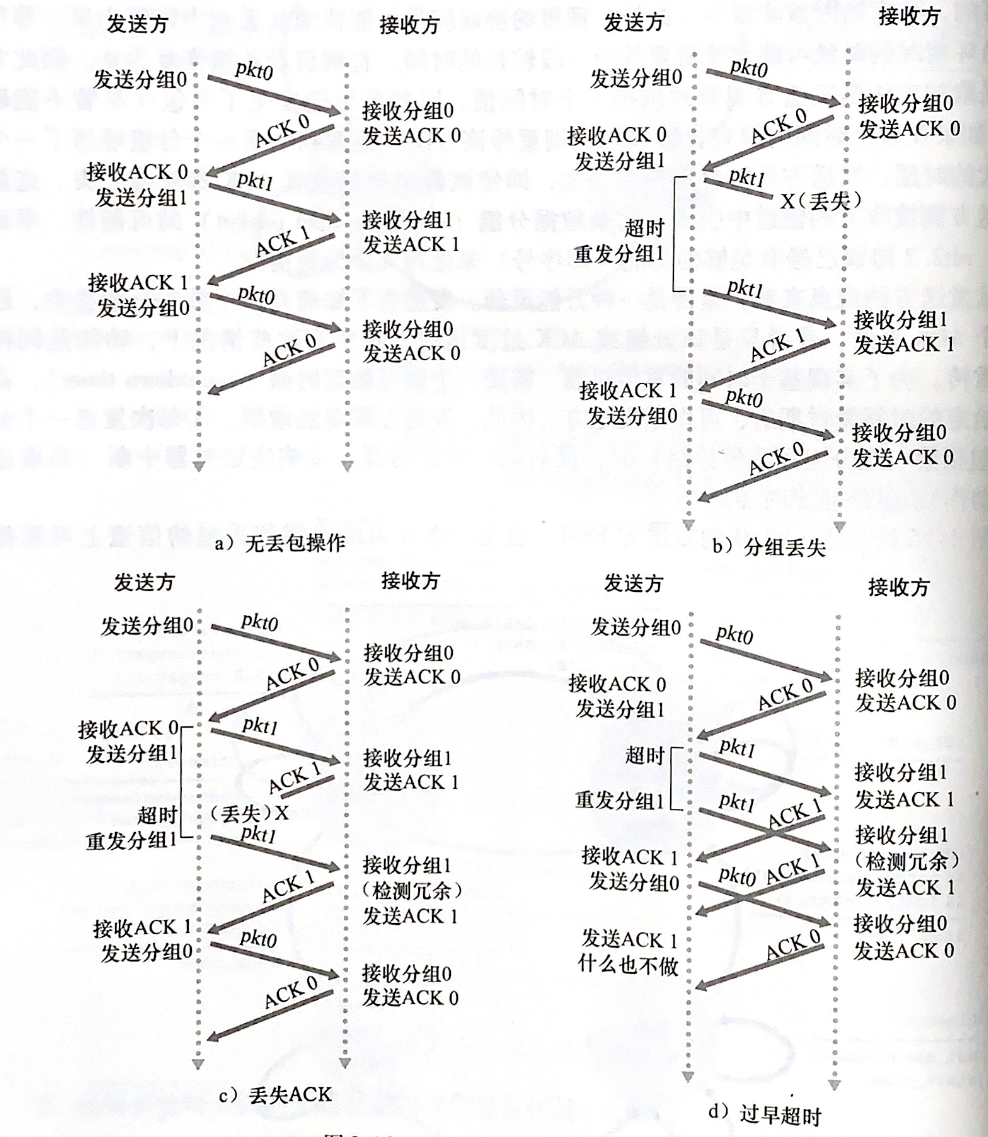 发送方 接收方
发送分组0
pkt0
接收分组0
发送ACK 0
ACK 0
接收ACK 0
发送分组1
pkt1
接收分组1
发送ACK 1
ACK 1
接收ACK 1
发送分组0
pkt0
接收分组0
发送ACK 0
ACK 0
a）无丢包操作
发送方 接收方
发送分组0
pkt0
接收分组0
发送ACK 0
ACK 0
接收ACK 0
发送分组1
pkt1
X（丢失）
超时
重发分组1
pkt1
接收分组1
发送ACK 1
ACK 1
接收ACK 1
发送分组0
pkt0
接收分组0
发送ACK 0
ACK 0
b）分组丢失
发送方 接收方
发送分组0
pkt0
接收分组0
发送ACK 0
ACK 0
接收ACK 0
发送分组1
pkt1
接收分组1
发送ACK 1
ACK 1
（丢失）X
超时
重发分组1
pkt1
接收分组1
（检测冗余）
发送ACK 1
ACK 1
接收ACK 1
发送分组0
pkt0
接收分组0
发送ACK 0
ACK 0
c）丢失ACK
发送方 接收方
发送分组0
pkt0
接收分组0
发送ACK 0
ACK 0
接收ACK 0
发送分组1
pkt1
超时
重发分组1
pkt1
接收分组1
发送ACK 1
ACK 1
接收分组1
（检测冗余）
发送ACK 1
ACK 1
接收ACK 1
发送分组0
pkt0
接收分组0
发送ACK 0
发送ACK 1
什么也不做
ACK 0
d）过早超时